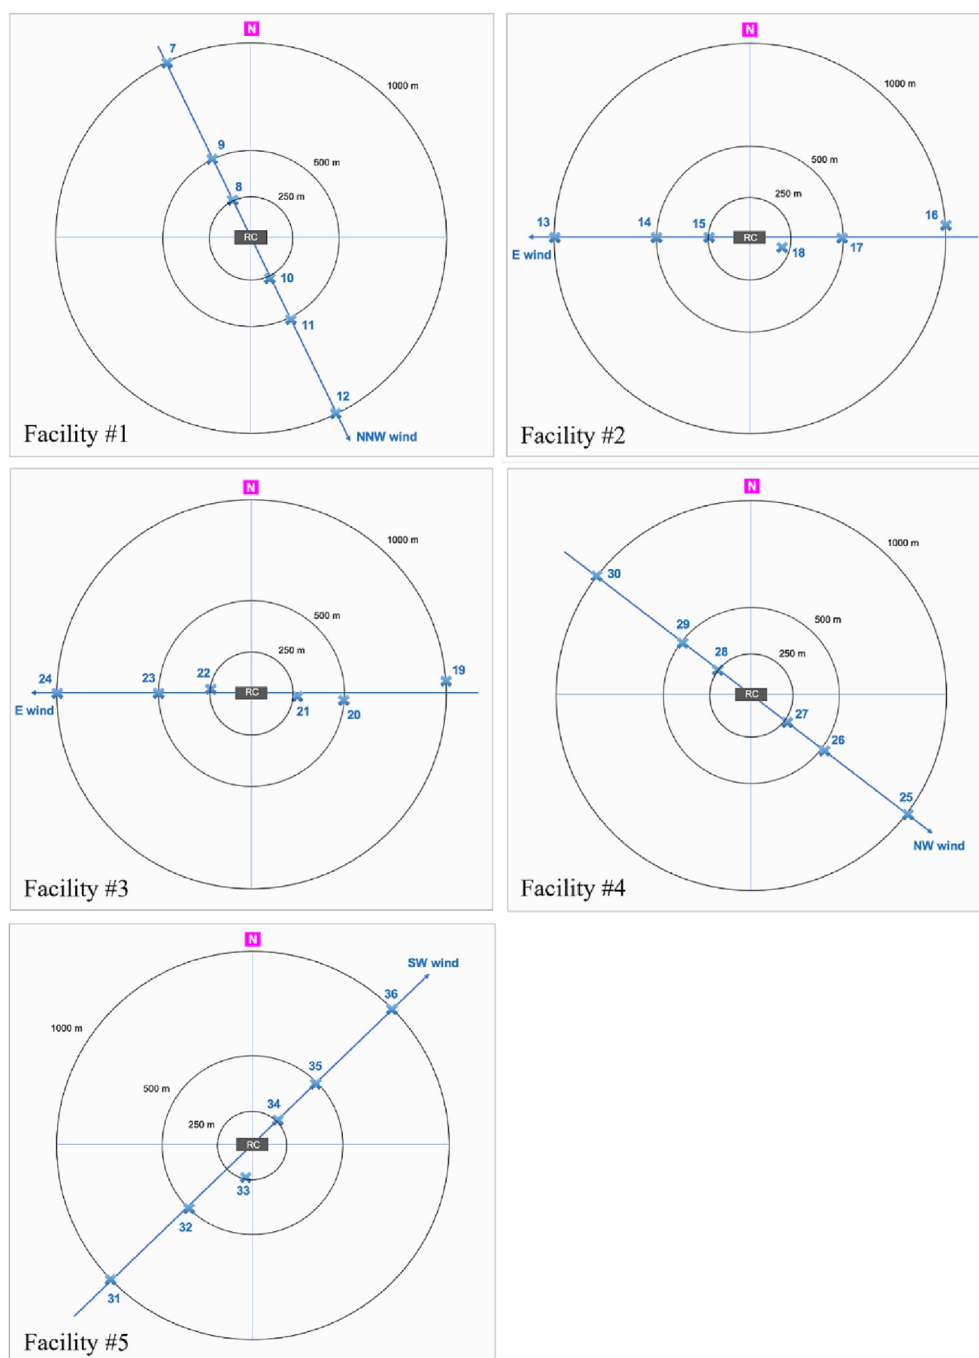 N
7
1000 m
9
500 m
8
250 m
RC
10
11
12
NNW wind
Facility #1
N
1000 m
500 m
250 m
13
14
15
16
RC
E wind
18
17
Facility #2
N
1000 m
500 m
250 m
24
23
22
19
RC
E wind
21
20
Facility #3
N
1000 m
30
29
500 m
28
250 m
RC
27
26
25
NW wind
Facility #4
N
SW wind
36
1000 m
35
500 m
34
250 m
RC
33
32
31
Facility #5